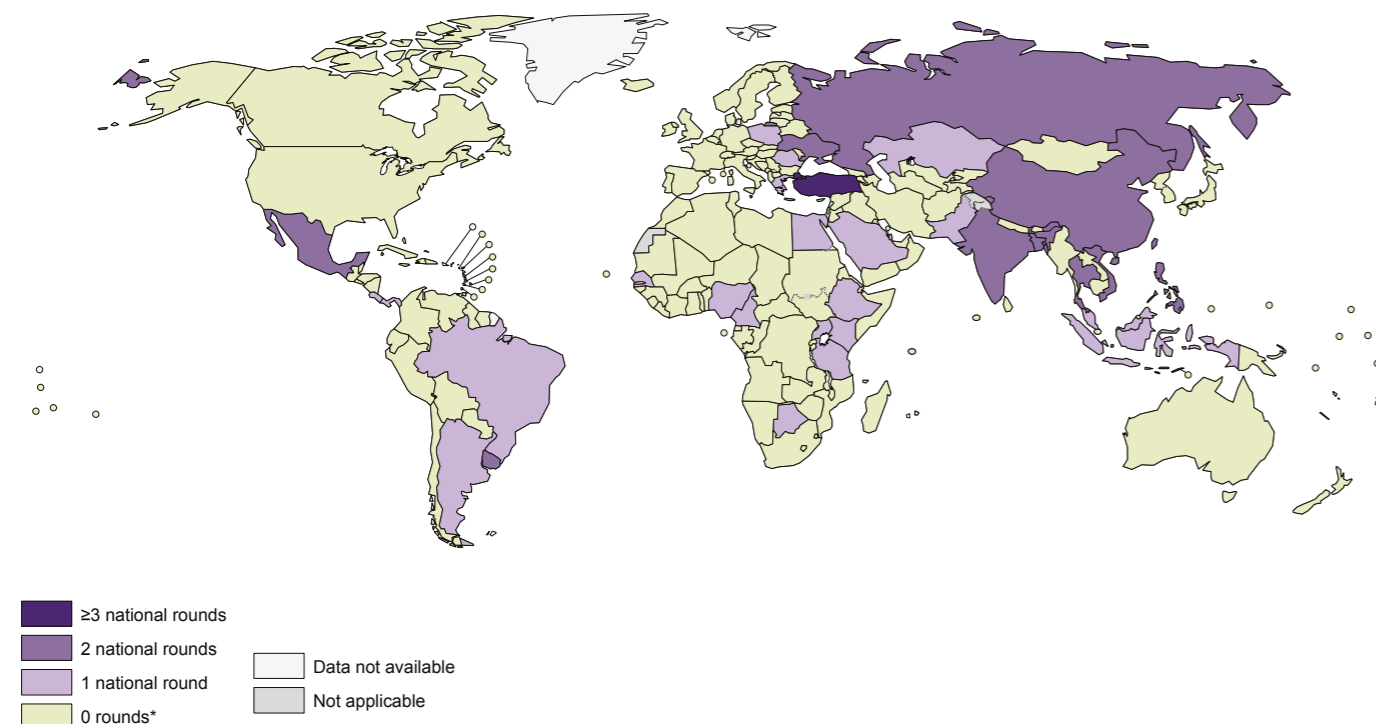 ≥3 national rounds
2 national rounds
1 national round
0 rounds*
Data not available
Not applicable